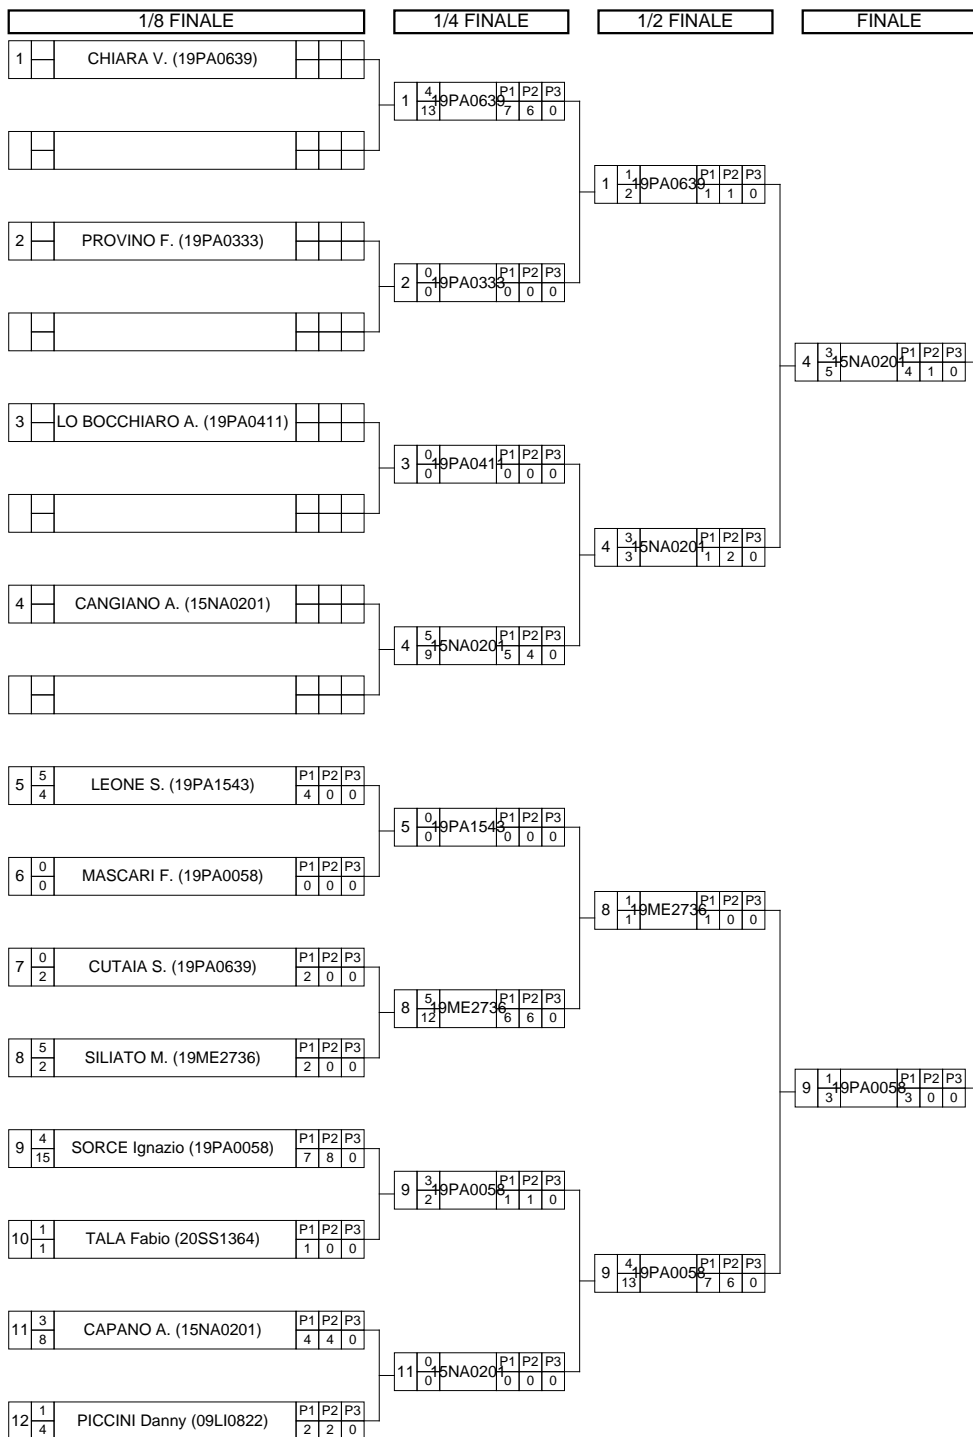 1/8 FINALE 1/4 FINALE 1/2 FINALE FINALE
1 CHIARA V. (19PA0639)
1 4 13 19PA0639 P1 P2 P3 7 6 0
1 1 2 19PA0639 P1 P2 P3 1 1 0
2 PROVINO F. (19PA0333)
2 0 0 19PA0333 P1 P2 P3 0 0 0
4 3 5 15NA0201 P1 P2 P3 4 1 0
3 LO BOCCHIARO A. (19PA0411)
3 0 0 19PA0411 P1 P2 P3 0 0 0
4 3 3 15NA0201 P1 P2 P3 1 2 0
4 CANGIANO A. (15NA0201)
4 5 9 15NA0201 P1 P2 P3 5 4 0
5 5 4 LEONE S. (19PA1543) P1 P2 P3 4 0 0
5 0 0 19PA1543 P1 P2 P3 0 0 0
6 0 0 MASCARI F. (19PA0058) P1 P2 P3 0 0 0
8 1 1 19ME2736 P1 P2 P3 1 0 0
7 0 2 CUTAIA S. (19PA0639) P1 P2 P3 2 0 0
8 5 12 19ME2736 P1 P2 P3 6 6 0
8 5 2 SILIATO M. (19ME2736) P1 P2 P3 2 0 0
9 1 3 19PA0058 P1 P2 P3 3 0 0
9 4 15 SORCE Ignazio (19PA0058) P1 P2 P3 7 8 0
9 3 2 19PA0058 P1 P2 P3 1 1 0
10 1 1 TALA Fabio (20SS1364) P1 P2 P3 1 0 0
9 4 13 19PA0058 P1 P2 P3 7 6 0
11 3 8 CAPANO A. (15NA0201) P1 P2 P3 4 4 0
11 0 0 15NA0201 P1 P2 P3 0 0 0
12 1 4 PICCINI Danny (09LI0822) P1 P2 P3 2 2 0